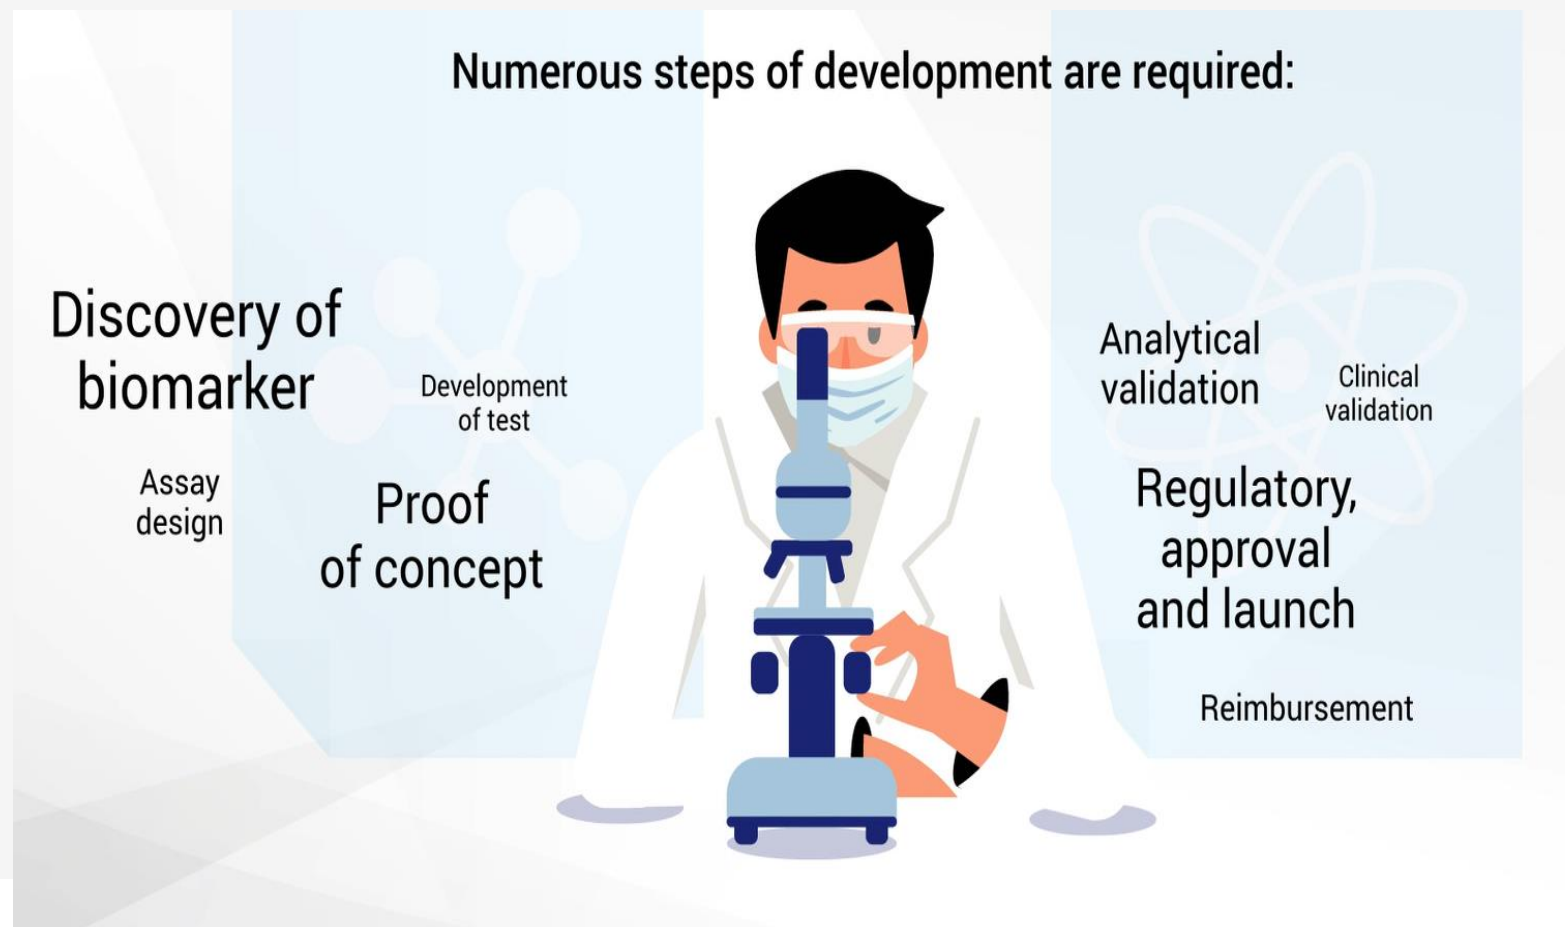 Numerous steps of development are required:
Discovery of
biomarker
Assay
design
Development
of test
Proof
of concept
Analytical
validation
Clinical
validation
Regulatory,
approval
and launch
Reimbursement